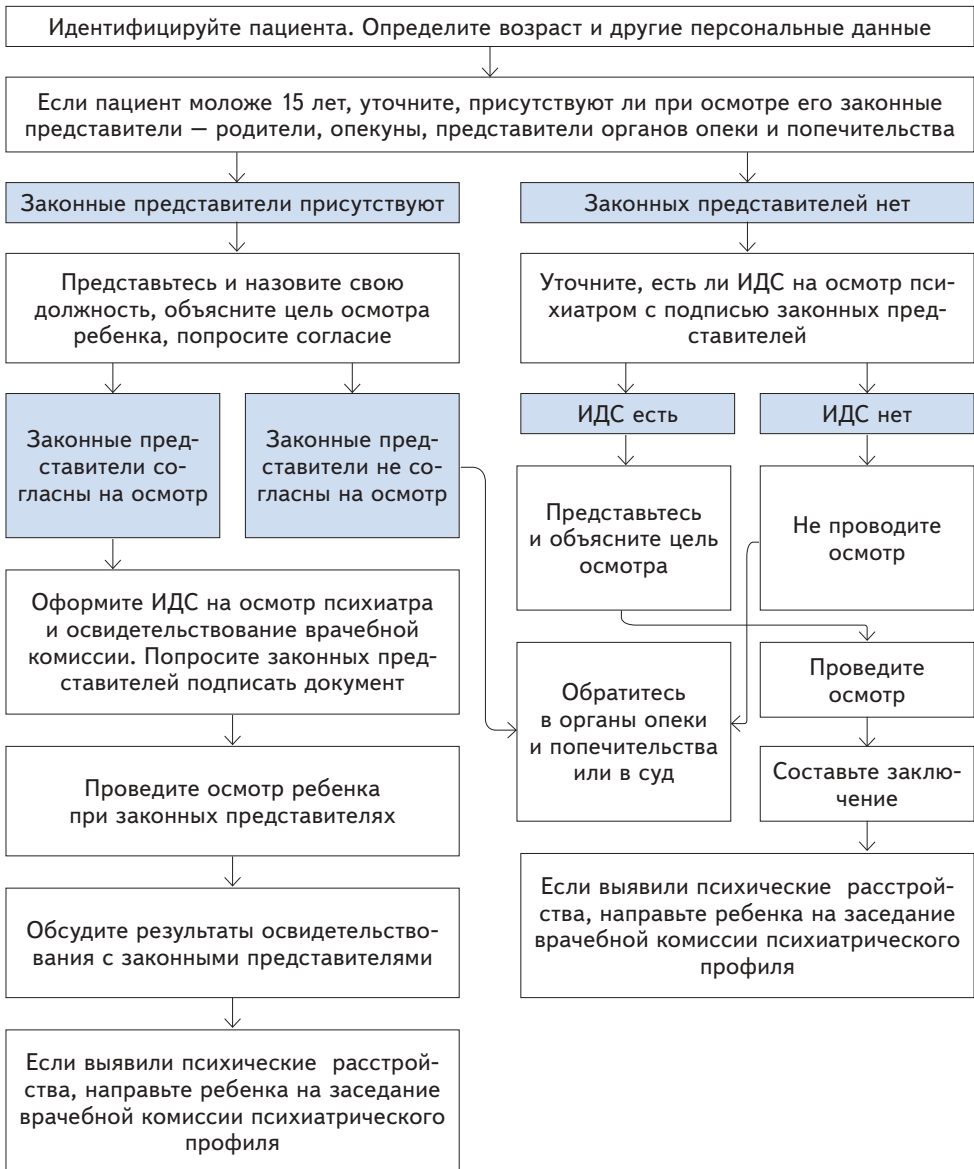 Идентифицируйте пациента. Определите возраст и другие персональные данные
Если пациент моложе 15 лет, уточните, присутствуют ли при осмотре его законные
представители — родители, опекуны, представители органов опеки и попечительства
Законные представители присутствуют
Законных представителей нет
Представьтесь и назовите свою
должность, объясните цель осмотра
ребенка, попросите согласие
Уточните, есть ли ИДС на осмотр пси-
хиатром с подписью законных пред-
ставителей
Законные пред-
ставители со-
гласны на осмотр
Законные пред-
ставители не со-
гласны на осмотр
ИДС есть
ИДС нет
Представьтесь
и объясните цель
осмотра
Не проводите
осмотр
Оформите ИДС на осмотр психиатра
и освидетельствование врачебной
комиссии. Попросите законных пред-
ставителей подписать документ
Обратитесь
в органы опеки
и попечительства
или в суд
Проведите
осмотр
Составьте заклю-
чение
Проведите осмотр ребенка
при законных представителях
Если выявили психические расстрой-
ства, направьте ребенка на заседание
врачебной комиссии психиатрического
профиля
Обсудите результаты освидетельство-
вания с законными представителями
Если выявили психические расстрой-
ства, направьте ребенка на заседание
врачебной комиссии психиатрического
профиля